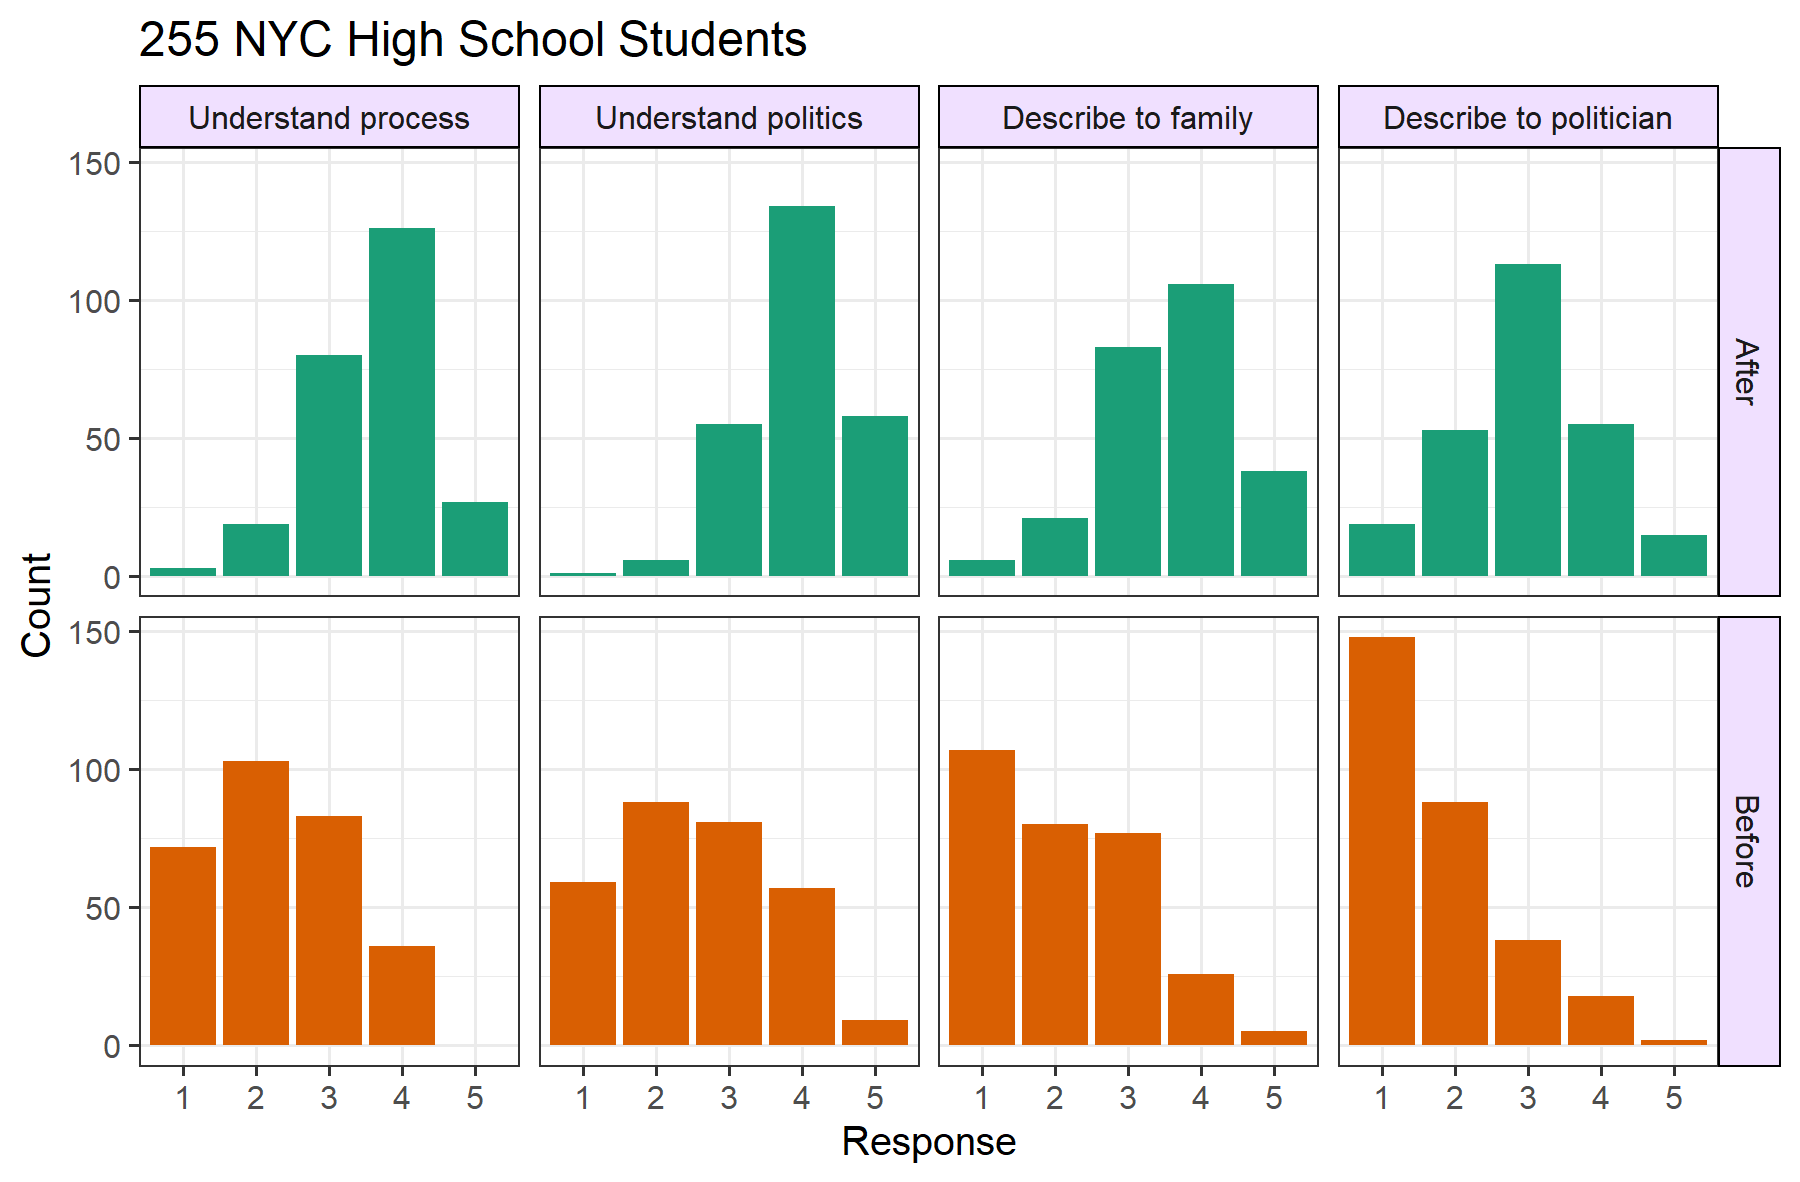 255 NYC High School Students
Understand process
Understand politics
Describe to family
Describe to politician
150
100
50
0
After
150
100
50
0
Before
Count
1 2 3 4 5
1 2 3 4 5
1 2 3 4 5
1 2 3 4 5
Response